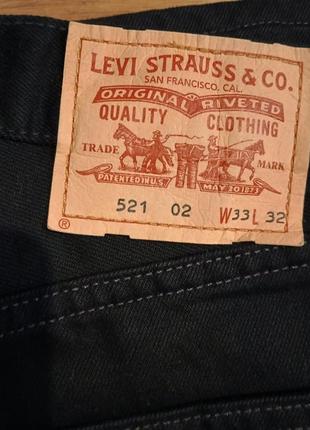 LEVI STRAUSS & CO.
SAN FRANCISCO, CAL.
ORIGINAL RIVETED
QUALITY CLOTHING
TRADE MARK
PATENTED IN U.S. MAY 20 1873
521 02 W33 L 32
®